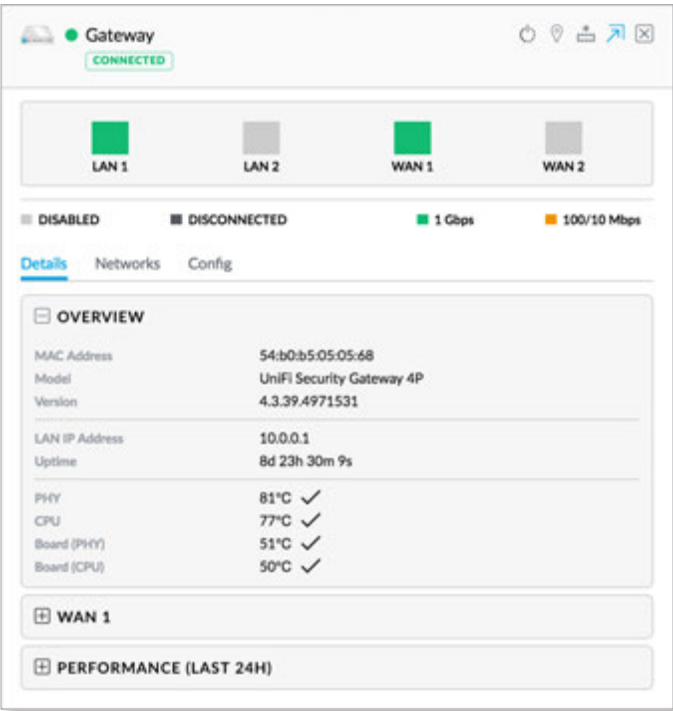 Gateway
CONNECTED
LAN 1 LAN 2 WAN 1 WAN 2
DISABLED DISCONNECTED 1 Gbps 100/10 Mbps
Details Networks Config
OVERVIEW
MAC Address 54:b0:b5:05:05:68
Model UniFi Security Gateway 4P
Version 4.3.39.4971531
LAN IP Address 10.0.0.1
Uptime 8d 23h 30m 9s
PHY 81°C
CPU 77°C
Board (PHY) 51°C
Board (CPU) 50°C
WAN 1
PERFORMANCE (LAST 24H)